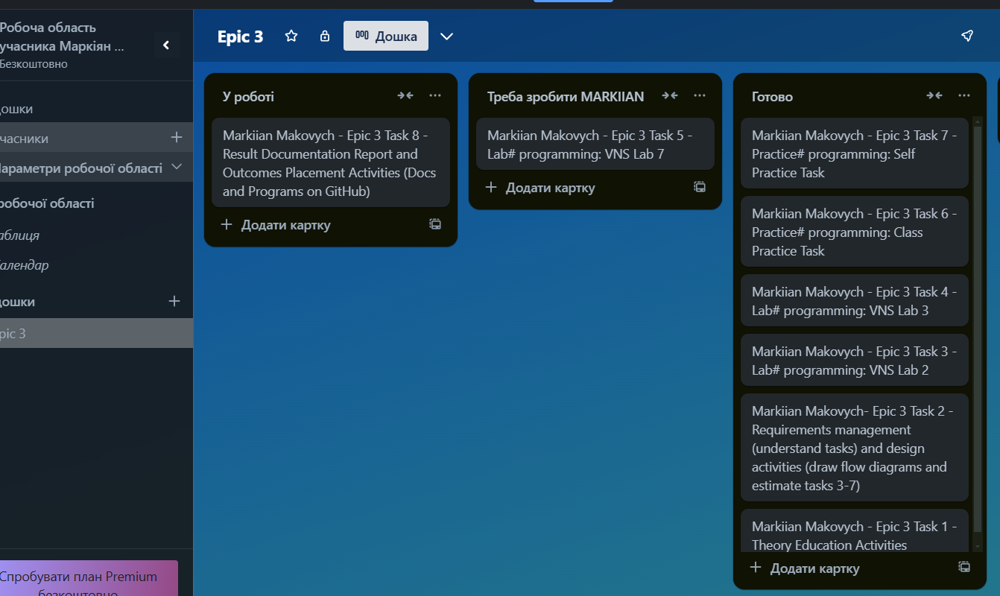 Робоча область
учасника Маркіян ...
Безкоштовно
ошки
часники
араметри робочої області
робочої області
аблиця
алендар
ошки
pic 3
Спробувати план Premium
безкоштовно
Epic 3
Дошка
У роботі
Markiian Makovych - Epic 3 Task 8 -
Result Documentation Report and
Outcomes Placement Activities (Docs
and Programs on GitHub)
Додати картку
Треба зробити MARKIIAN
Markiian Makovych - Epic 3 Task 5 -
Lab# programming: VNS Lab 7
Додати картку
Готово
Markiian Makovych - Epic 3 Task 7 -
Practice# programming: Self
Practice Task
Markiian Makovych - Epic 3 Task 6 -
Practice# programming: Class
Practice Task
Markiian Makovych - Epic 3 Task 4 -
Lab# programming: VNS Lab 3
Markiian Makovych - Epic 3 Task 3 -
Lab# programming: VNS Lab 2
Markiian Makovych- Epic 3 Task 2 -
Requirements management
(understand tasks) and design
activities (draw flow diagrams and
estimate tasks 3-7)
Markiian Makovych - Epic 3 Task 1 -
Theory Education Activities
Додати картку